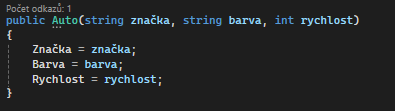 Počet odkazů: 1
public Auto(string značka, string barva, int rychlost)
{
    Značka = značka;
    Barva = barva;
    Rychlost = rychlost;
}